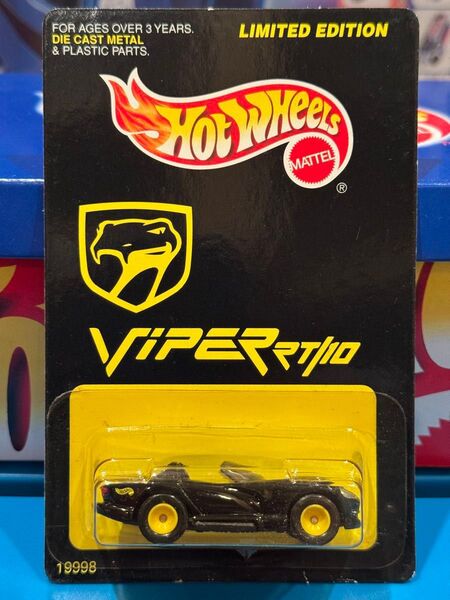 FOR AGES OVER 3 YEARS.
DIE CAST METAL
& PLASTIC PARTS.
LIMITED EDITION
Hot Wheels
MATTEL
®
VIPER RT/10
19998